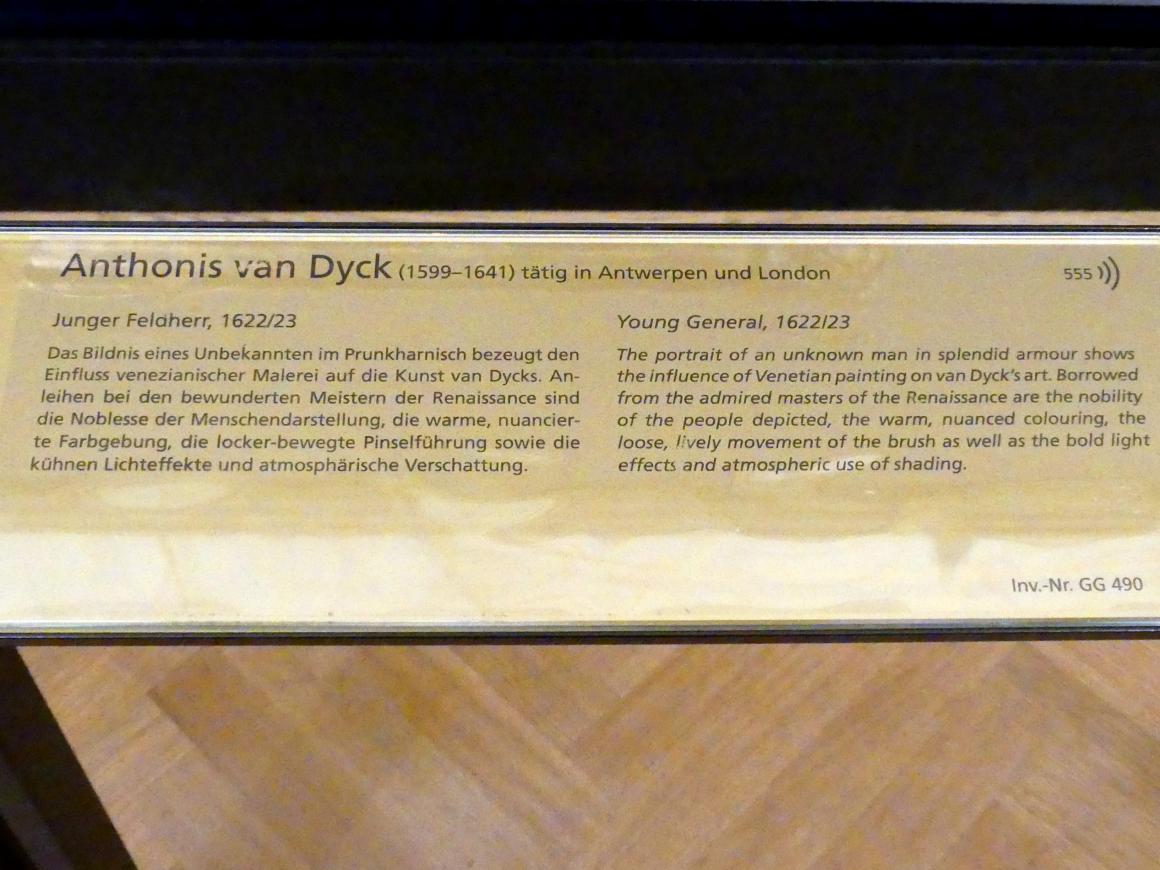 Anthonis van Dyck (1599–1641) tätig in Antwerpen und London 555
Junger Feldherr, 1622/23
Das Bildnis eines Unbekannten im Prunkharnisch bezeugt den
Einfluss venezianischer Malerei auf die Kunst van Dycks. An-
leihen bei den bewunderten Meistern der Renaissance sind
die Noblesse der Menschendarstellung, die warme, nuancier-
te Farbgebung, die locker-bewegte Pinselführung sowie die
kühnen Lichteffekte und atmosphärische Verschattung.
Young General, 1622/23
The portrait of an unknown man in splendid armour shows
the influence of Venetian painting on van Dyck's art. Borrowed
from the admired masters of the Renaissance are the nobility
of the people depicted, the warm, nuanced colouring, the
loose, lively movement of the brush as well as the bold light
effects and atmospheric use of shading.
Inv.-Nr. GG 490